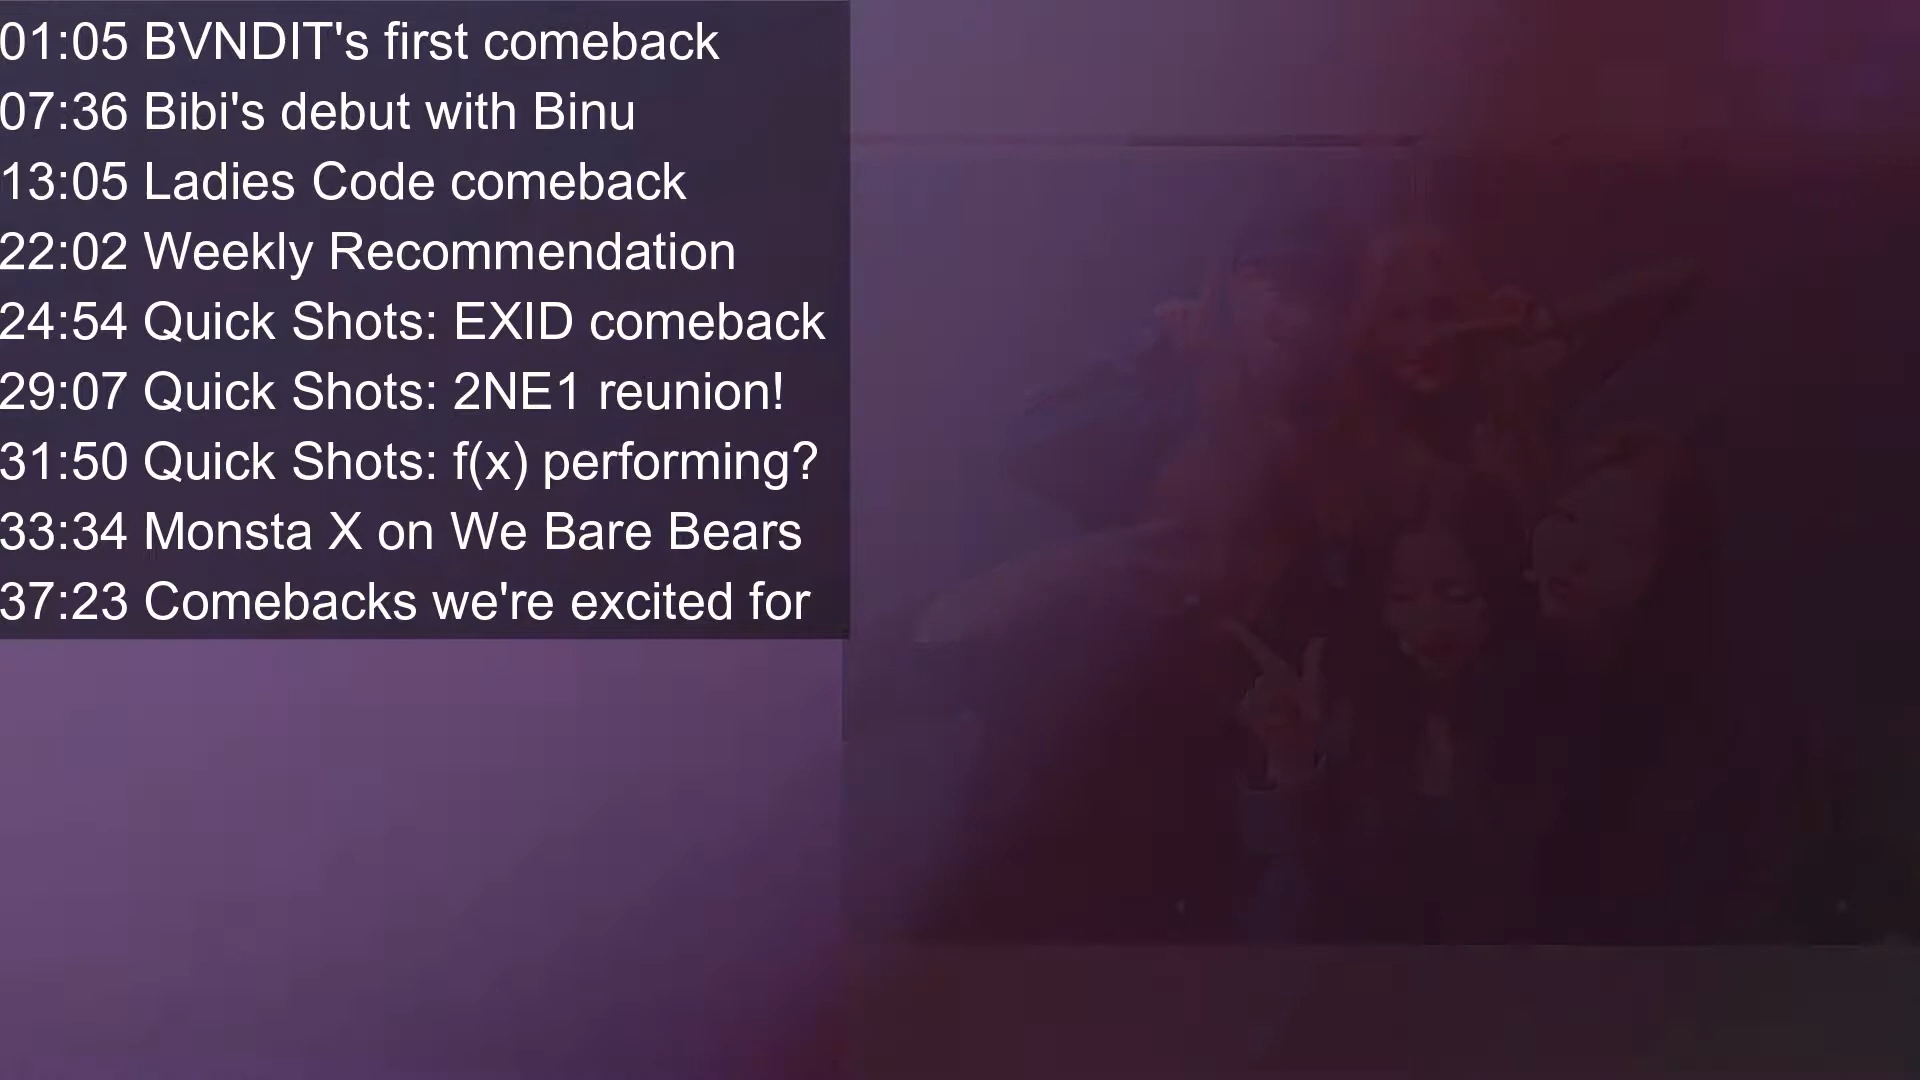 01:05 BVNDIT's first comeback
07:36 Bibi's debut with Binu
13:05 Ladies Code comeback
22:02 Weekly Recommendation
24:54 Quick Shots: EXID comeback
29:07 Quick Shots: 2NE1 reunion!
31:50 Quick Shots: f(x) performing?
33:34 Monsta X on We Bare Bears
37:23 Comebacks we're excited for